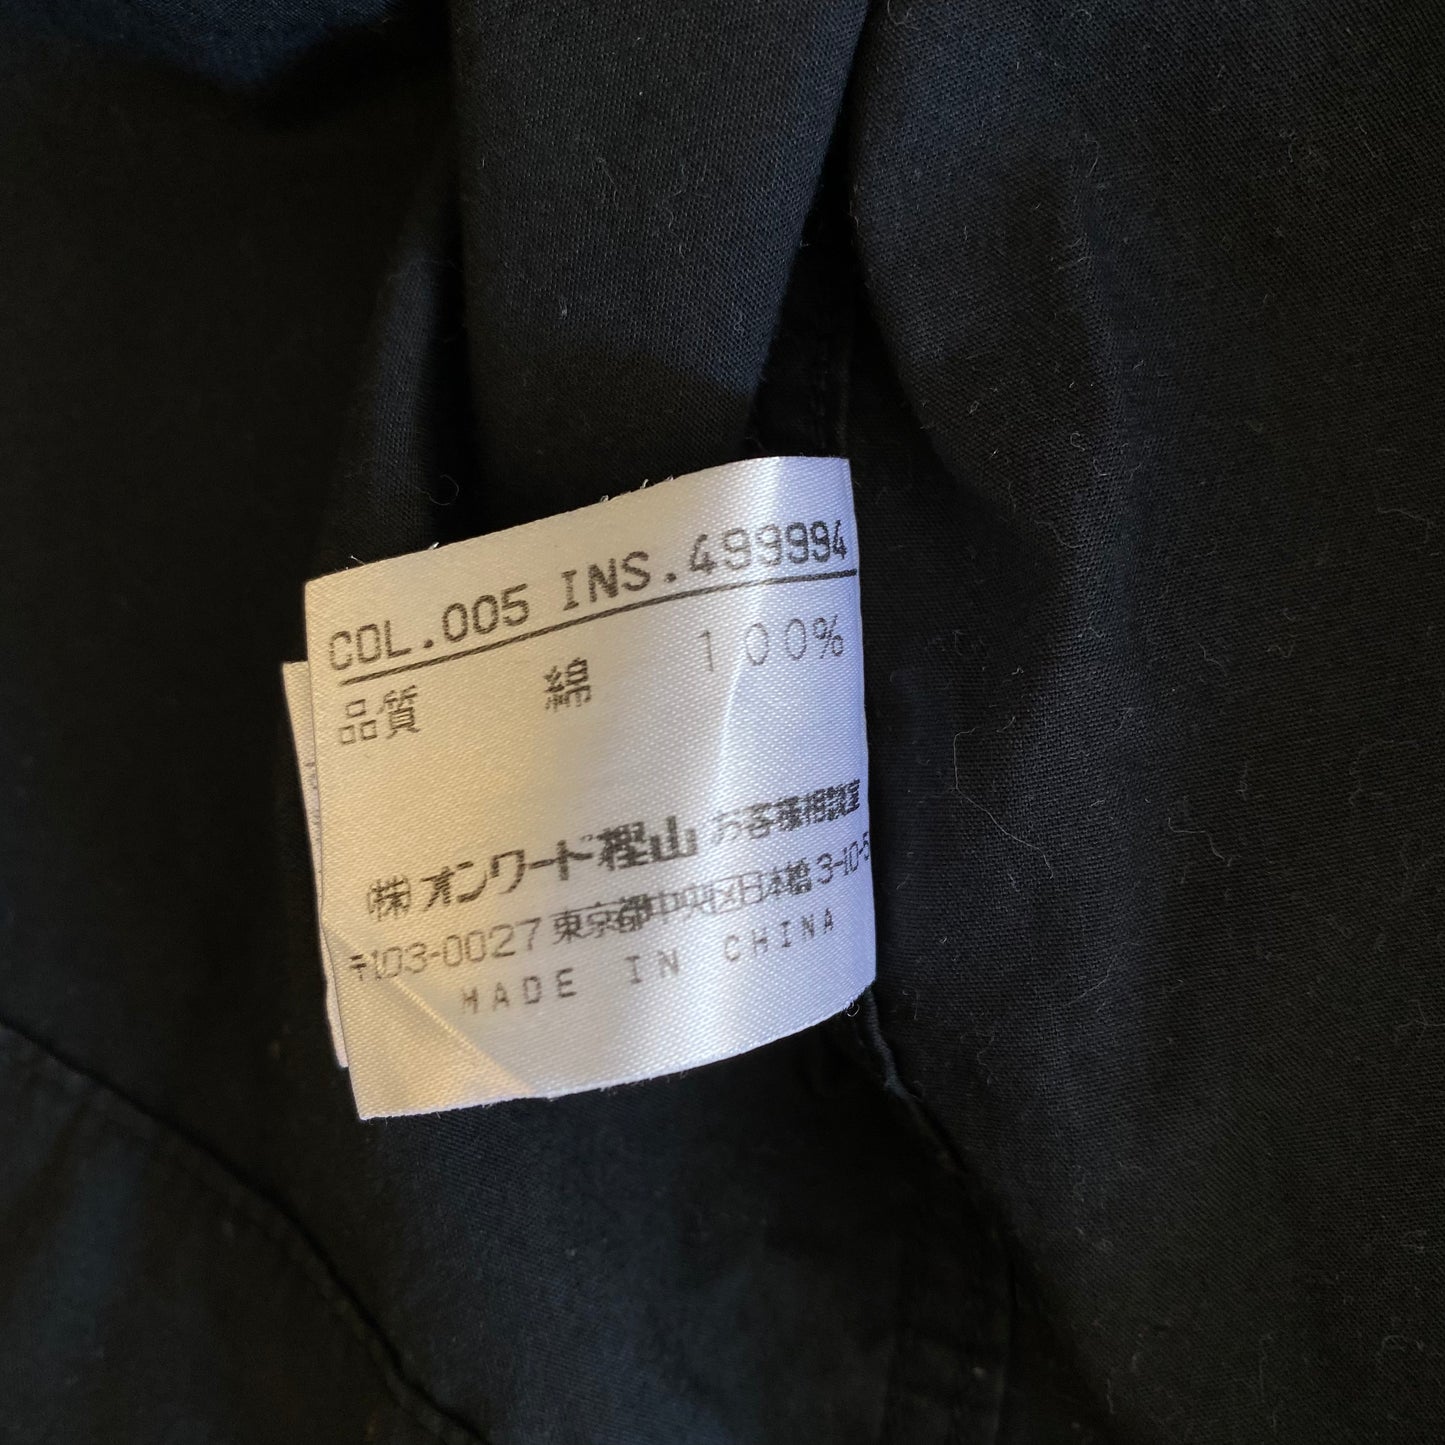 COL.005 INS.499994
品質 綿 100%
(株)オンワード樫山 お客様相談室
〒103-0027 東京都中央区日本橋3-10-5
MADE IN CHINA